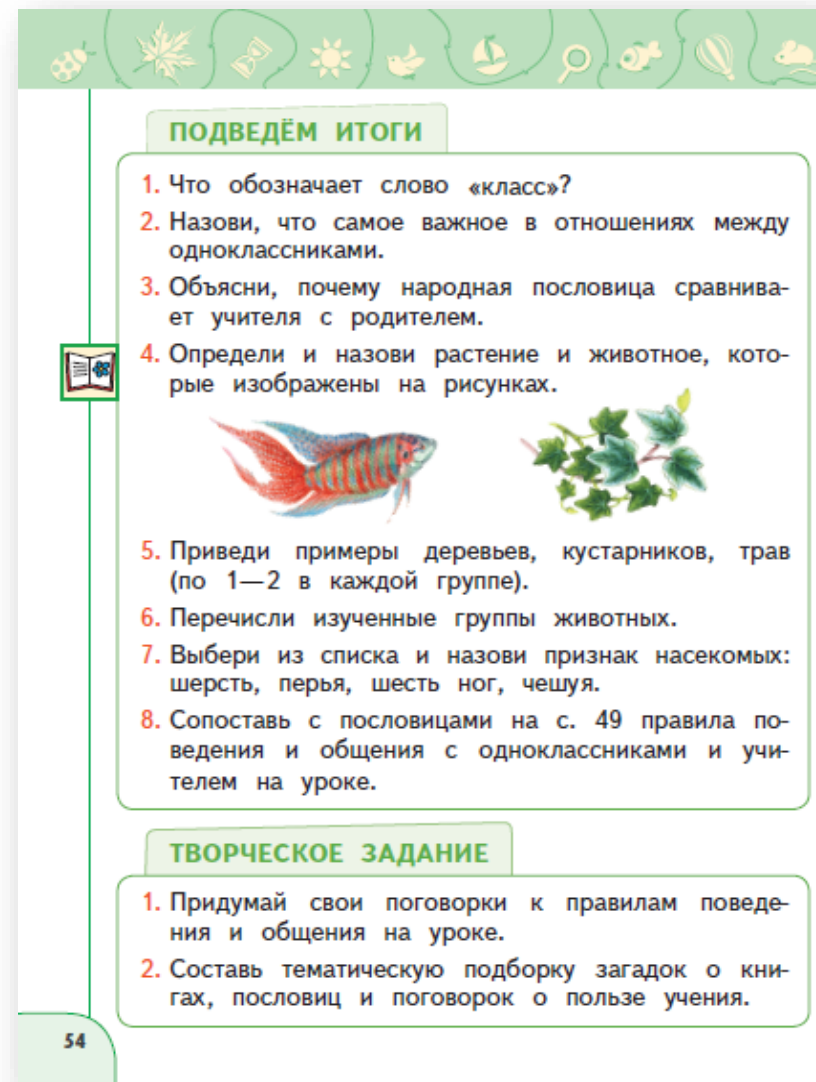 ПОДВЕДЁМ ИТОГИ
1. Что обозначает слово «класс»?
2. Назови, что самое важное в отношениях между
одноклассниками.
3. Объясни, почему народная пословица сравнива-
ет учителя с родителем.
4. Определи и назови растение и животное, кото-
рые изображены на рисунках.
5. Приведи примеры деревьев, кустарников, трав
(по 1—2 в каждой группе).
6. Перечисли изученные группы животных.
7. Выбери из списка и назови признак насекомых:
шерсть, перья, шесть ног, чешуя.
8. Сопоставь с пословицами на с. 49 правила по-
ведения и общения с одноклассниками и учи-
телем на уроке.
ТВОРЧЕСКОЕ ЗАДАНИЕ
1. Придумай свои поговорки к правилам поведе-
ния и общения на уроке.
2. Составь тематическую подборку загадок о кни-
гах, пословиц и поговорок о пользе учения.
54